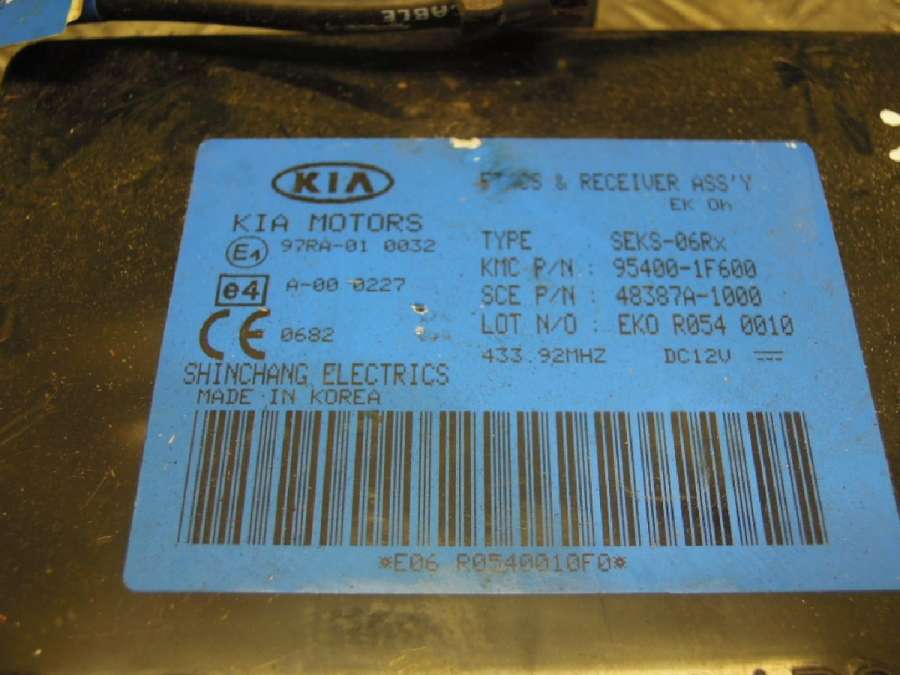 CABLE
KIA
KIA MOTORS
E1 97RA-01 0032
e4 A-00 0227
CE 0682
SHINCHANG ELECTRICS
MADE IN KOREA
& RECEIVER ASS'Y
EK Oh
TYPE SEKS-06Rx
KMC P/N : 95400-1F600
SCE P/N : 48387A-1000
LOT N/O : EKO R054 0010
433.92MHZ DC12V
*E06 R0540010F0*